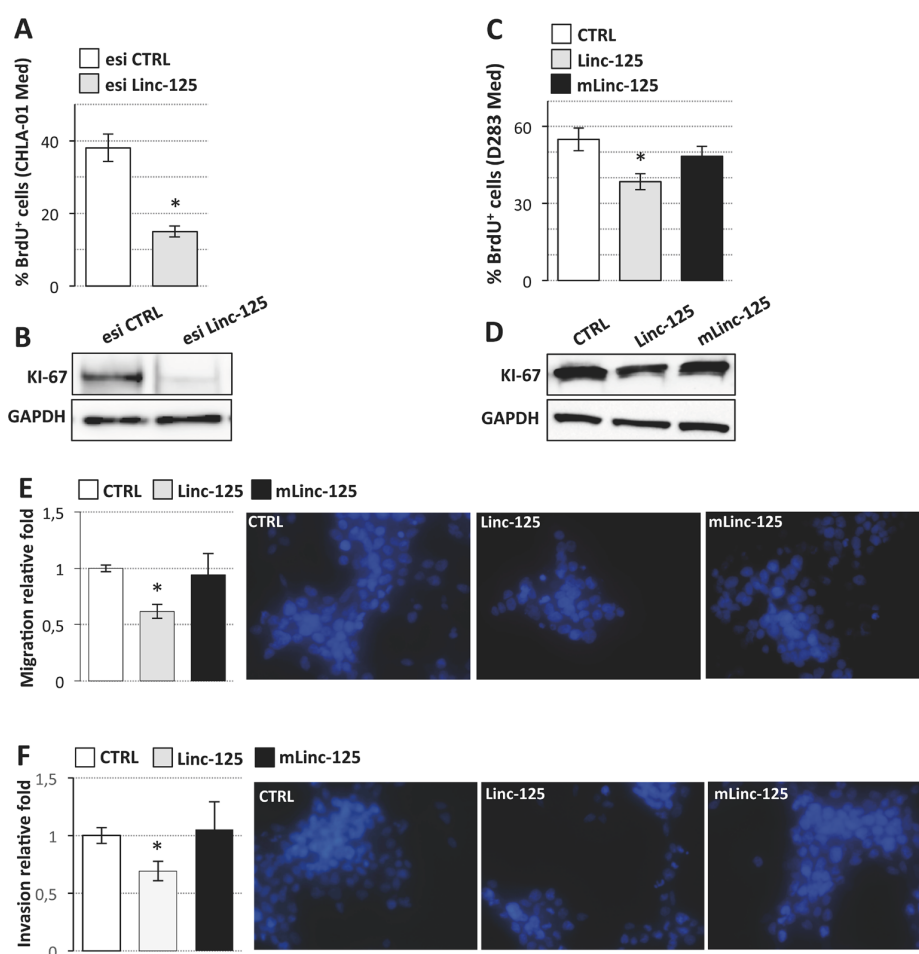 A
esi CTRL
esi Linc-125
% BrdU⁺ cells (CHLA-01 Med)
40
20
0
*
C
CTRL
Linc-125
mLinc-125
% BrdU⁺ cells (D283 Med)
60
30
0
*
B
esi CTRL
esi Linc-125
KI-67
GAPDH
D
CTRL
Linc-125
mLinc-125
KI-67
GAPDH
E
CTRL
Linc-125
mLinc-125
Migration relative fold
1,5
1
0,5
0
*
CTRL
Linc-125
mLinc-125
F
CTRL
Linc-125
mLinc-125
Invasion relative fold
1,5
1
0,5
0
*
CTRL
Linc-125
mLinc-125